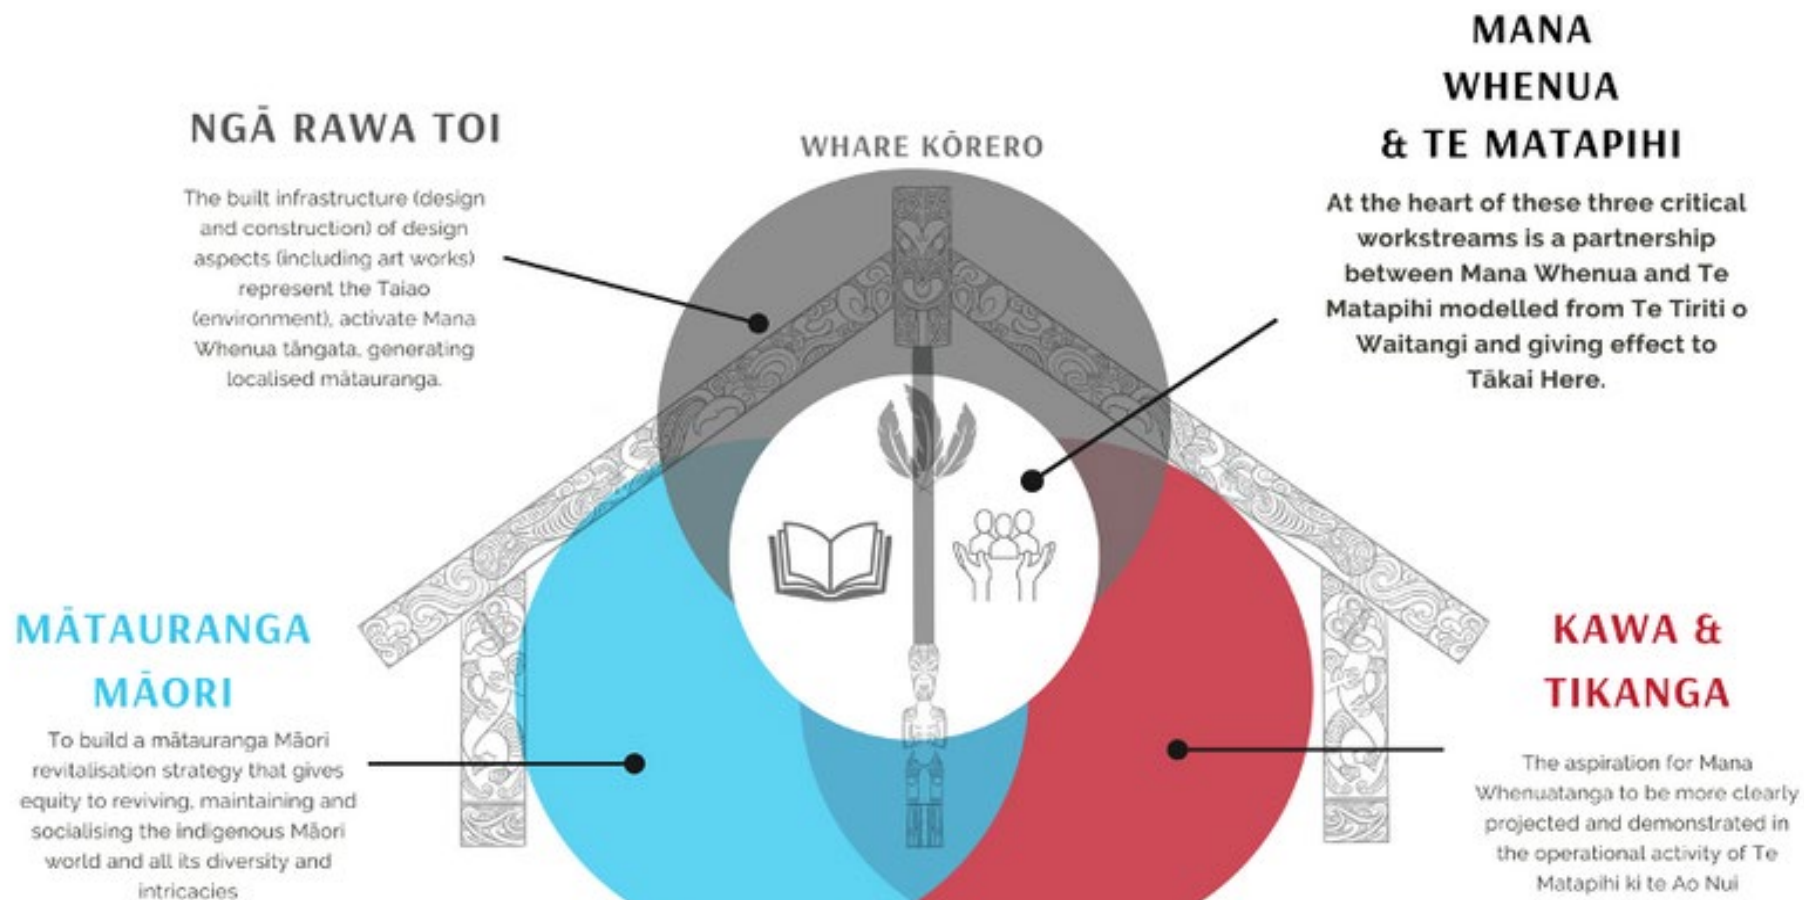 NGĀ RAWA TOI
The built infrastructure (design
and construction) of design
aspects (including art works)
represent the Taiao
(environment), activate Mana
Whenua tāngata, generating
localised mātauranga.
WHARE KŌRERO
MANA
WHENUA
& TE MATAPIHI
At the heart of these three critical
workstreams is a partnership
between Mana Whenua and Te
Matapihi modelled from Te Tiriti o
Waitangi and giving effect to
Tākai Here.
MĀTAURANGA
MĀORI
To build a mātauranga Māori
revitalisation strategy that gives
equity to reviving, maintaining and
socialising the indigenous Māori
world and all its diversity and
intricacies
KAWA &
TIKANGA
The aspiration for Mana
Whenuatanga to be more clearly
projected and demonstrated in
the operational activity of Te
Matapihi ki te Ao Nui